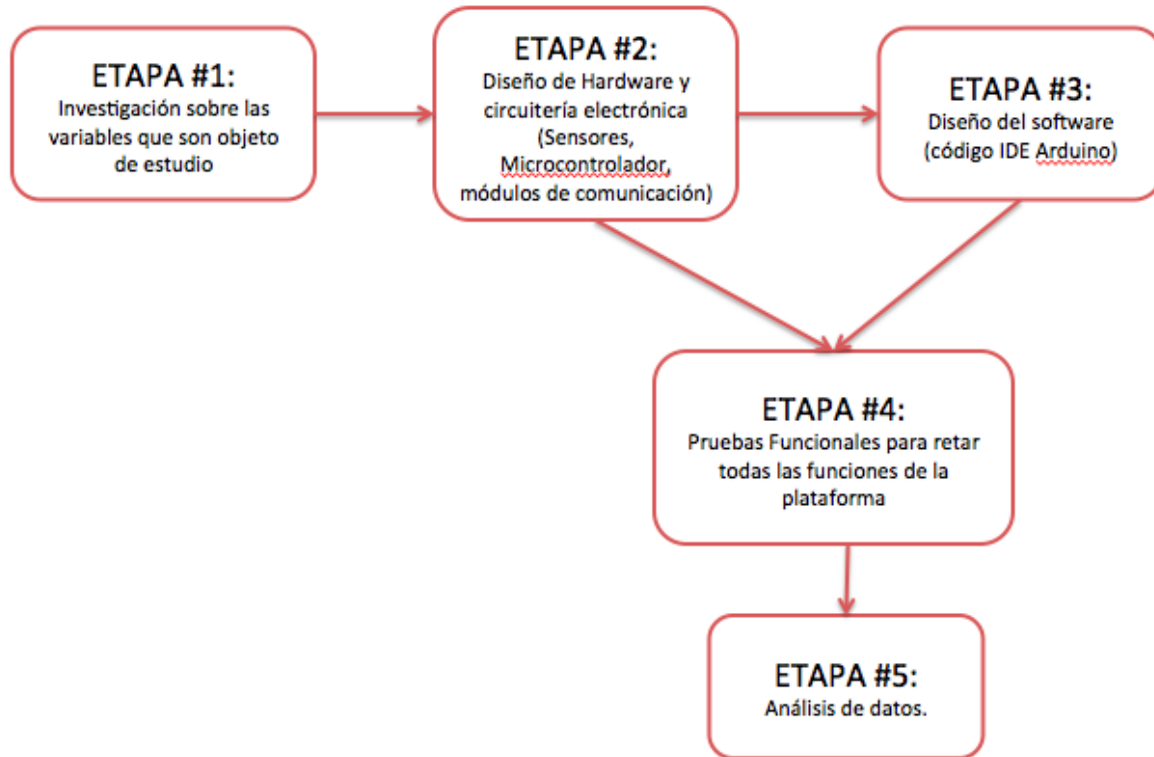 ETAPA #1:
Investigación sobre las
variables que son objeto
de estudio
ETAPA #2:
Diseño de Hardware y
circuitería electrónica
(Sensores,
Microcontrolador,
módulos de comunicación)
ETAPA #3:
Diseño del software
(código IDE Arduino)
ETAPA #4:
Pruebas Funcionales para retar
todas las funciones de la
plataforma
ETAPA #5:
Análisis de datos.